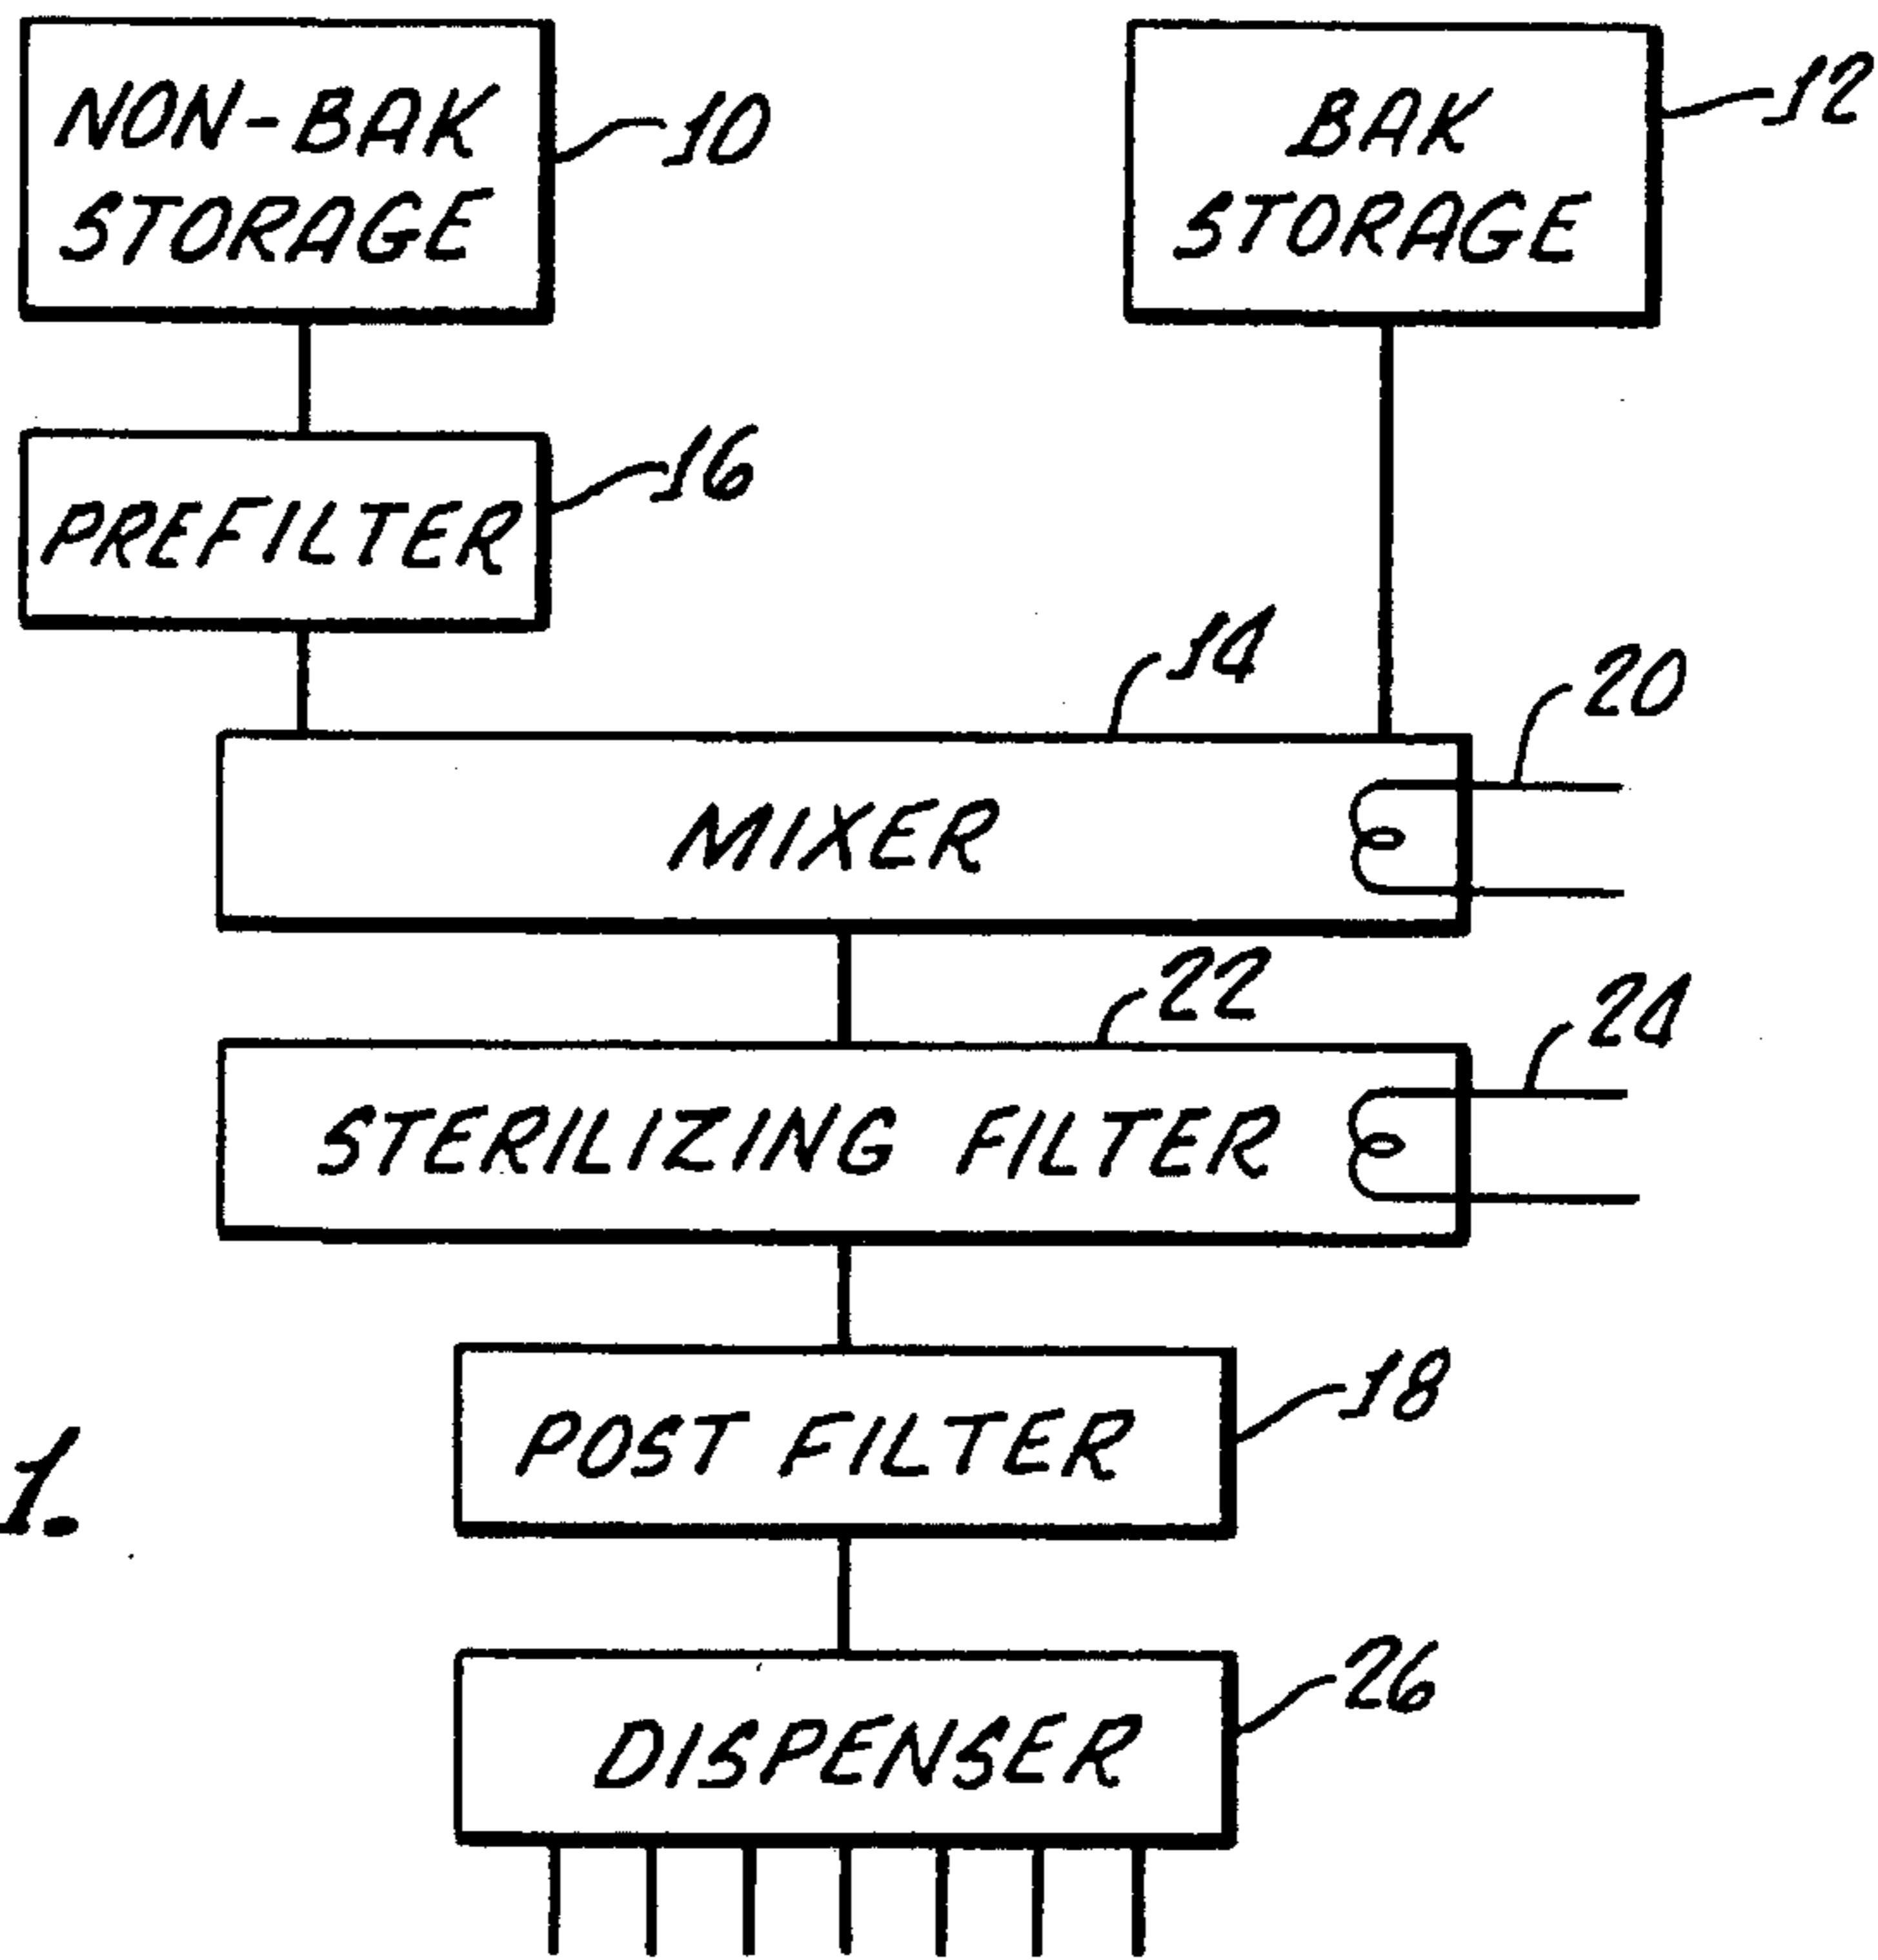 NON-BAK
STORAGE
10
BAK
STORAGE
12
PREFILTER
16
14
20
MIXER
22
24
STERILIZING FILTER
POST FILTER
18
1.
DISPENSER
26